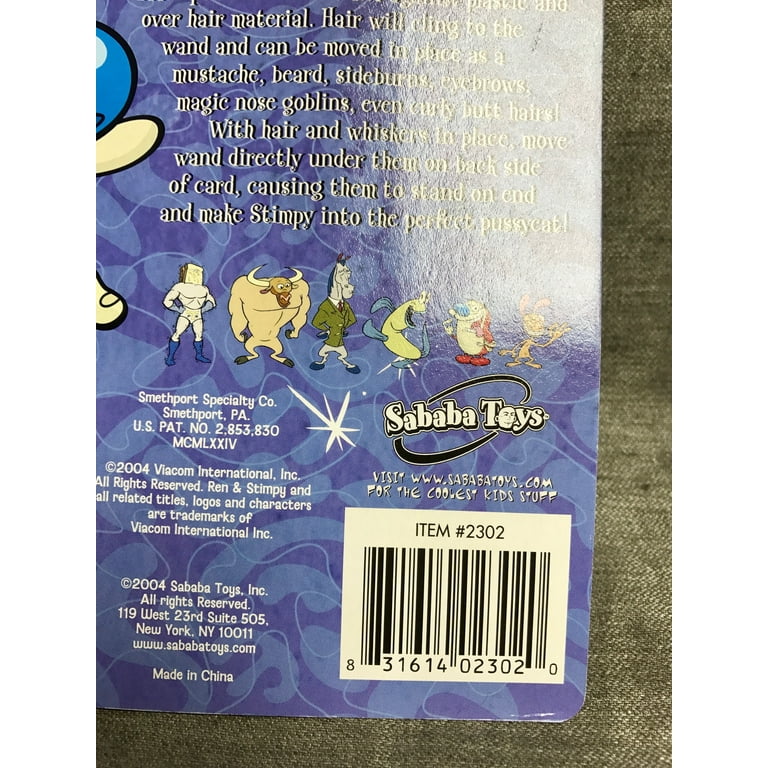 plastic and
over hair material. Hair will cling to the
wand and can be moved in place as a
mustache, beard, sideburns, eyebrows,
magic nose goblins, even curly butt hairs!
With hair and whiskers in place, move
wand directly under them on back side
of card, causing them to stand on end
and make Stimpy into the perfect pussycat!
Smethport Specialty Co.
Smethport, PA.
U.S. PAT. NO. 2,853,830
MCMLXXIV
©2004 Viacom International, Inc.
All Rights Reserved. Ren & Stimpy and
all related titles, logos and characters
are trademarks of
Viacom International Inc.
©2004 Sababa Toys, Inc.
All rights Reserved.
119 West 23rd Suite 505,
New York, NY 10011
www.sababatoys.com
Made in China
Sababa Toys
VISIT WWW.SABABATOYS.COM
FOR THE COOLEST KIDS STUFF
ITEM #2302
8 31614 02302 0